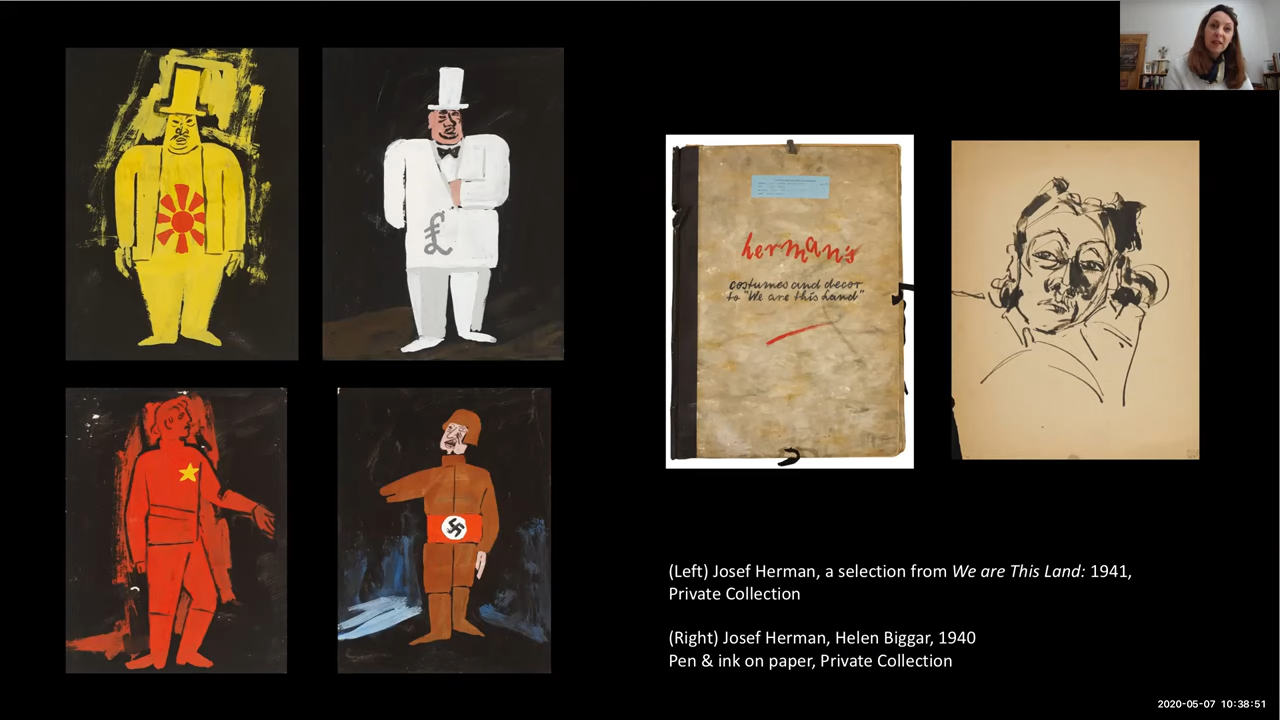 £
herman's
costumes and decor
to "We are this Land"
(Left) Josef Herman, a selection from We are This Land: 1941,
Private Collection
(Right) Josef Herman, Helen Biggar, 1940
Pen & ink on paper, Private Collection
2020-05-07 10:38:51